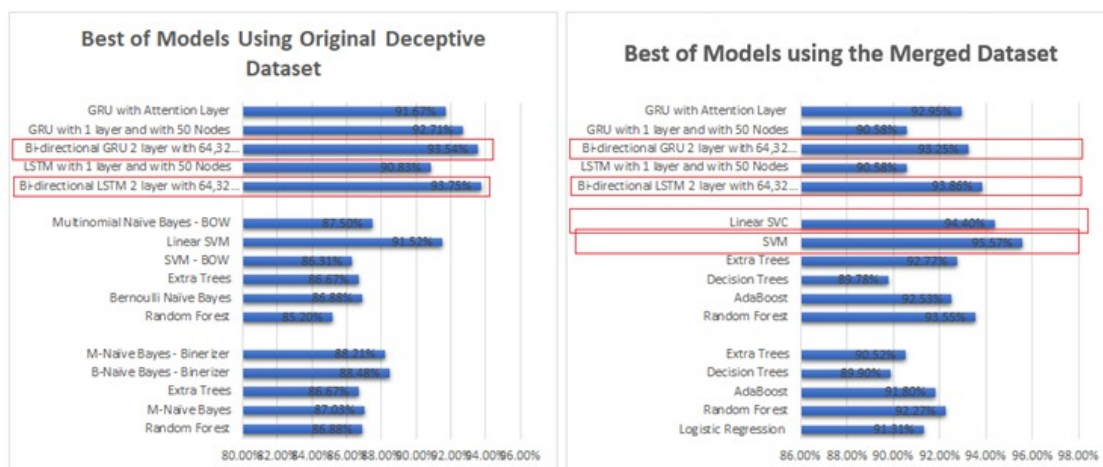 Best of Models Using Original Deceptive
Dataset
GRU with Attention Layer 91.67%
GRU with 1 layer and with 50 Nodes 92.71%
Bi-directional GRU 2 layer with 64,32... 93.54%
LSTM with 1 layer and with 50 Nodes 90.83%
Bi-directional LSTM 2 layer with 64,32... 93.75%
Multinomial Naïve Bayes - BOW 87.50%
Linear SVM 91.52%
SVM - BOW 86.31%
Extra Trees 86.67%
Bernoulli Naïve Bayes 86.88%
Random Forest 85.20%
M-Naïve Bayes - Binerizer 88.21%
B-Naïve Bayes - Binerizer 88.48%
Extra Trees 86.67%
M-Naïve Bayes 87.03%
Random Forest 86.88%
80.00% 82.00% 84.00% 86.00% 88.00% 90.00% 92.00% 94.00% 96.00%
Best of Models using the Merged Dataset
GRU with Attention Layer 92.95%
GRU with 1 layer and with 50 Nodes 90.58%
Bi-directional GRU 2 layer with 64,32... 93.25%
LSTM with 1 layer and with 50 Nodes 90.58%
Bi-directional LSTM 2 layer with 64,32... 93.86%
Linear SVC 94.40%
SVM 95.57%
Extra Trees 92.77%
Decision Trees 89.78%
AdaBoost 92.53%
Random Forest 93.55%
Extra Trees 90.52%
Decision Trees 89.90%
AdaBoost 91.80%
Random Forest 92.27%
Logistic Regression 91.31%
86.00% 88.00% 90.00% 92.00% 94.00% 96.00% 98.00%